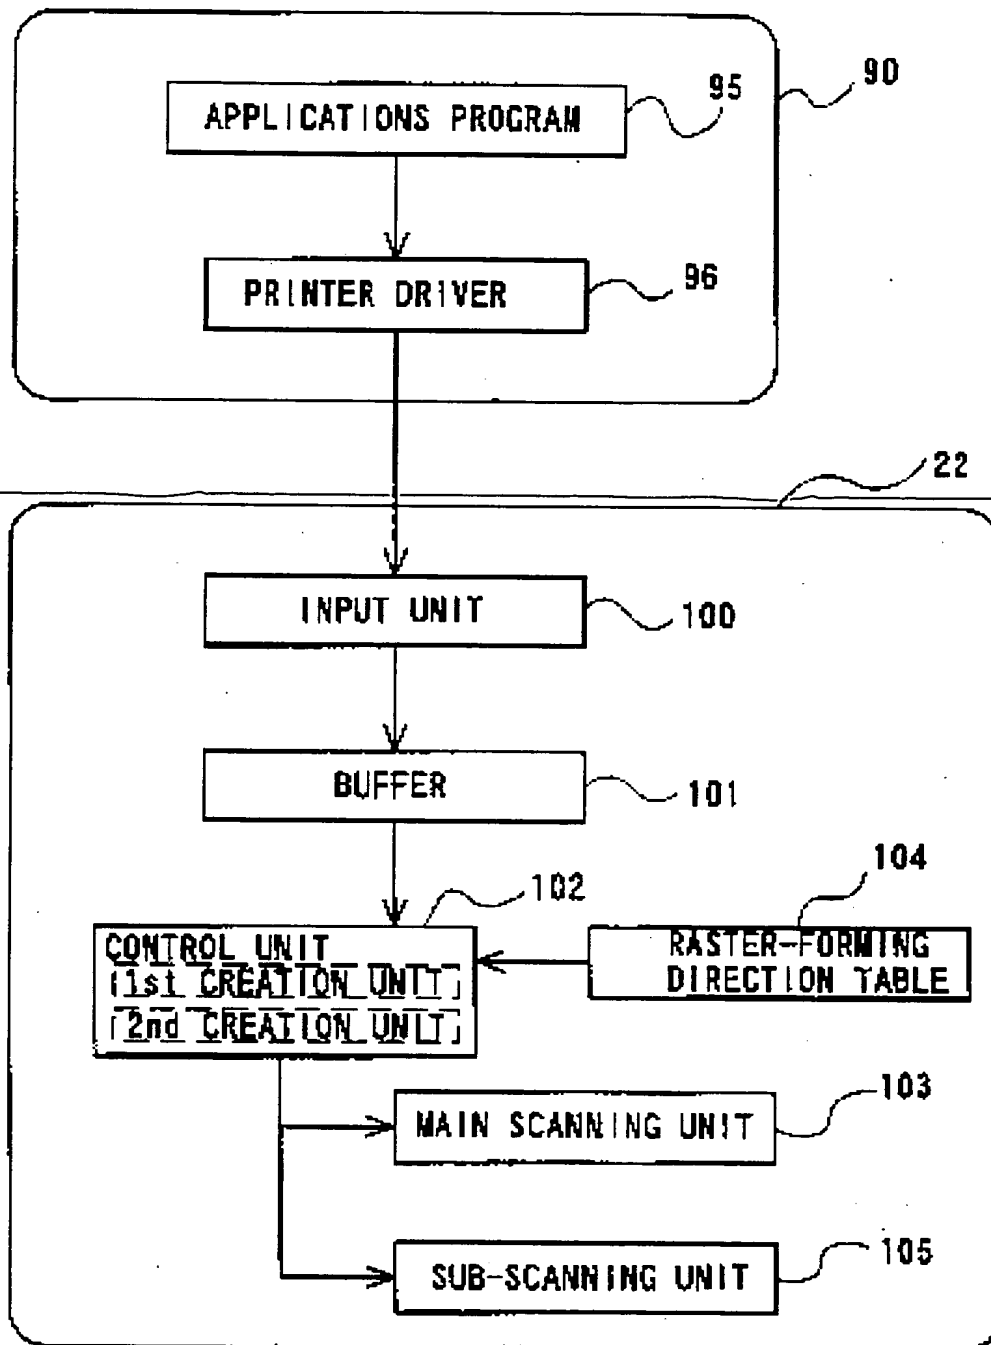 90
95
APPLICATIONS PROGRAM
96
PRINTER DRIVER
22
INPUT UNIT
100
BUFFER
101
104
102
CONTROL UNIT
1st CREATION UNIT
2nd CREATION UNIT
RASTER-FORMING
DIRECTION TABLE
103
MAIN SCANNING UNIT
105
SUB-SCANNING UNIT